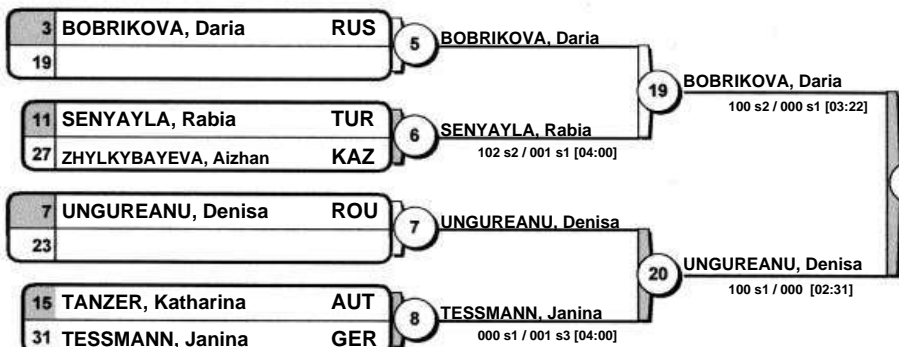 3 BOBRIKOVA, Daria RUS
19
5
BOBRIKOVA, Daria
11 SENYAYLA, Rabia TUR
27 ZHYLKYBAYEVA, Aizhan KAZ
6
SENYAYLA, Rabia
102 s2 / 001 s1 [04:00]
19
BOBRIKOVA, Daria
100 s2 / 000 s1 [03:22]
7 UNGUREANU, Denisa ROU
23
7
UNGUREANU, Denisa
15 TANZER, Katharina AUT
31 TESSMANN, Janina GER
8
TESSMANN, Janina
000 s1 / 001 s3 [04:00]
20
UNGUREANU, Denisa
100 s1 / 000 [02:31]